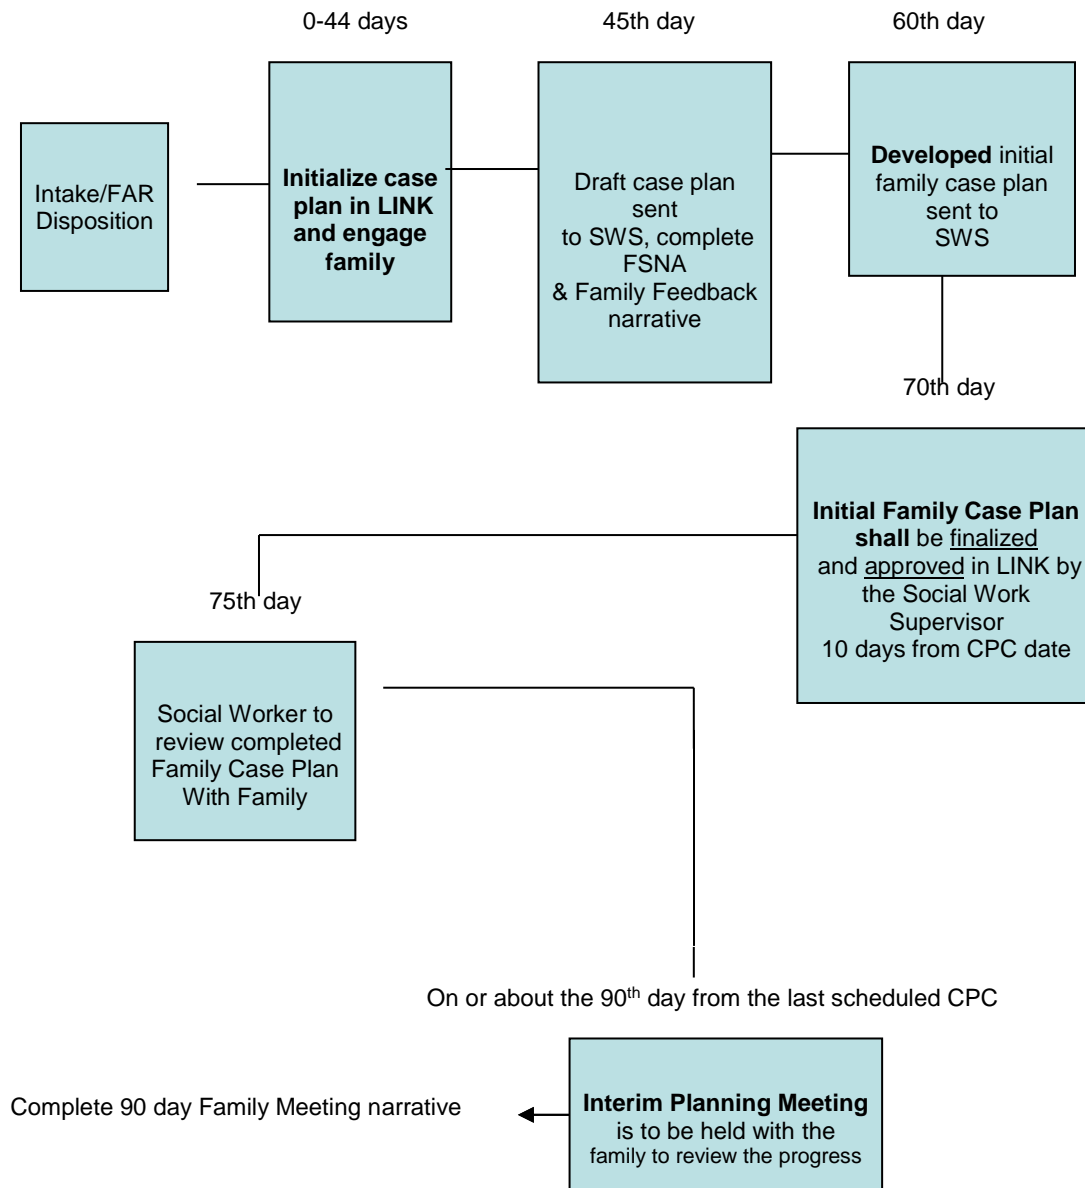 0-44 days
45th day
60th day
Intake/FAR
Disposition
Initialize case
plan in LINK
and engage
family
Draft case plan
sent
to SWS, complete
FSNA
& Family Feedback
narrative
Developed initial
family case plan
sent to
SWS
70th day
Initial Family Case Plan
shall be finalized
and approved in LINK by
the Social Work
Supervisor
10 days from CPC date
75th day
Social Worker to
review completed
Family Case Plan
With Family
On or about the 90th day from the last scheduled CPC
Interim Planning Meeting
is to be held with the
family to review the progress
Complete 90 day Family Meeting narrative